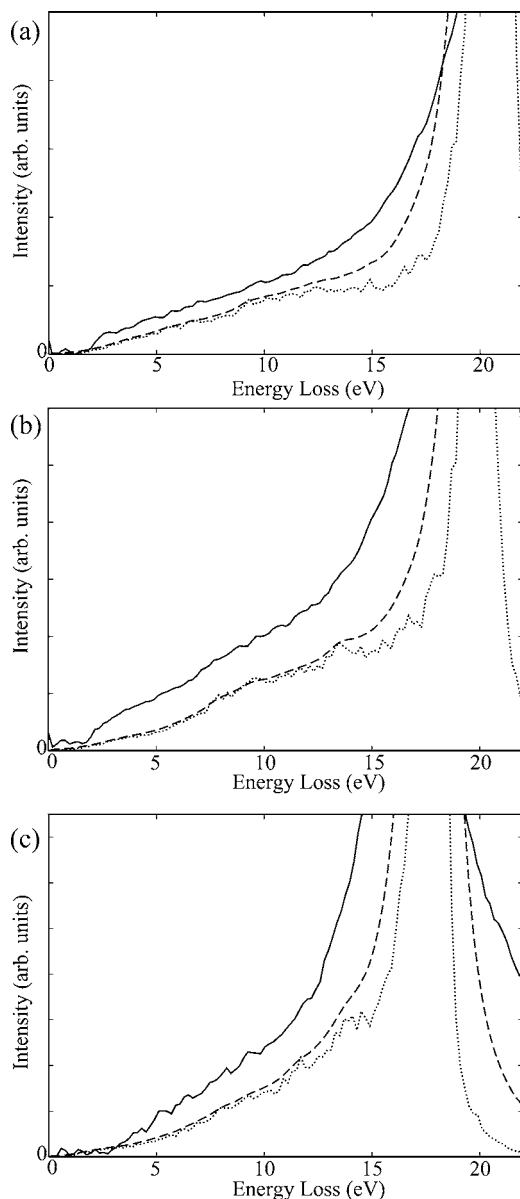 (a)
Intensity (arb. units)
0
0 5 10 15 20
Energy Loss (eV)
(b)
Intensity (arb. units)
0
0 5 10 15 20
Energy Loss (eV)
(c)
Intensity (arb. units)
0
0 5 10 15 20
Energy Loss (eV)